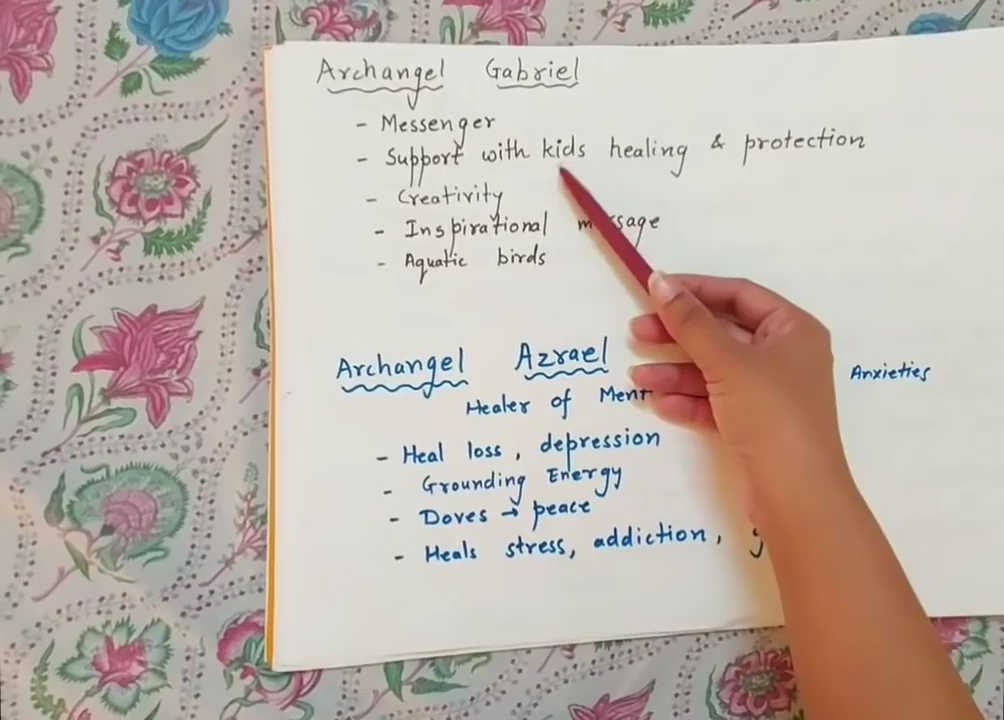 Archangel Gabriel
- Messenger
- Support with kids healing & protection
- Creativity
- Inspirational
- Aquatic birds
Archangel Azrael
Healer of Anxieties
- Heal loss, depression
- Grounding Energy
- Doves → peace
- Heals stress, addiction,